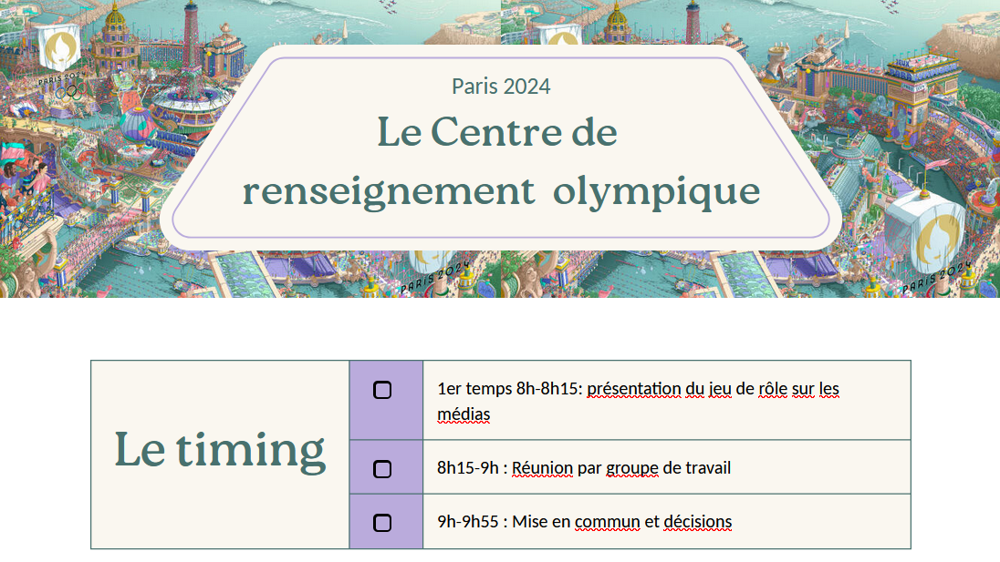 PARIS 2024
Paris 2024
Le Centre de
renseignement olympique
PARIS 2024
PARIS 2024
Le timing
1er temps 8h-8h15: présentation du jeu de rôle sur les
médias
8h15-9h : Réunion par groupe de travail
9h-9h55 : Mise en commun et décisions